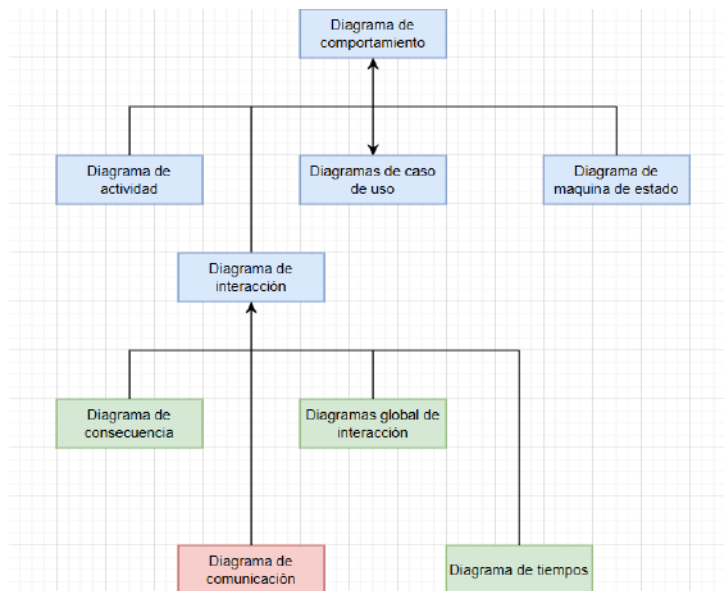 Diagrama de
comportamiento
Diagrama de
actividad
Diagramas de caso
de uso
Diagrama de
maquina de estado
Diagrama de
interacción
Diagrama de
consecuencia
Diagramas global de
interacción
Diagrama de
comunicación
Diagrama de tiempos